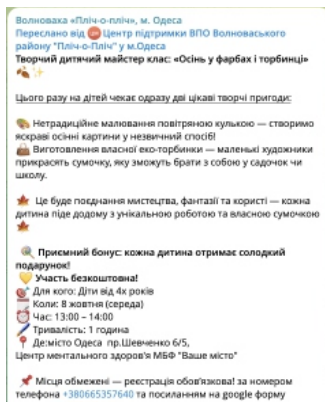 Волноваха «Пліч-о-пліч», м. Одеса
Переслано від Центр підтримки ВПО Волноваського
району "Пліч-о-Пліч" у м.Одеса
Творчий дитячий майстер клас: «Осінь у фарбах і торбинці»
🍂 ✨
Цього разу на дітей чекає одразу дві цікаві творчі пригоди:
🎨 Нетрадиційне малювання повітряною кулькою — створимо
яскраві осінні картини у незвичний спосіб!
👜 Виготовлення власної еко-торбинки — маленькі художники
прикрасять сумочку, яку зможуть брати з собою у садочок чи
школу.
🍁 Це буде поєднання мистецтва, фантазії та користі — кожна
дитина піде додому з унікальною роботою та власною сумочкою
🍁
🍭 Приємний бонус: кожна дитина отримає солодкий
подарунок!
💛 Участь безкоштовна!
🎯 Для кого: Діти від 4х років
📅 Коли: 8 жовтня (середа)
⏰ Час: 13:00 – 14:00
🖊 Тривалість: 1 година
📍 Де:місто Одеса пр.Шевченко 6/5,
Центр ментального здоров'я МБФ "Ваше місто"
📌 Місця обмежені — реєстрація обов'язкова! за номером
телефона +380665357640 та посиланням на google форму